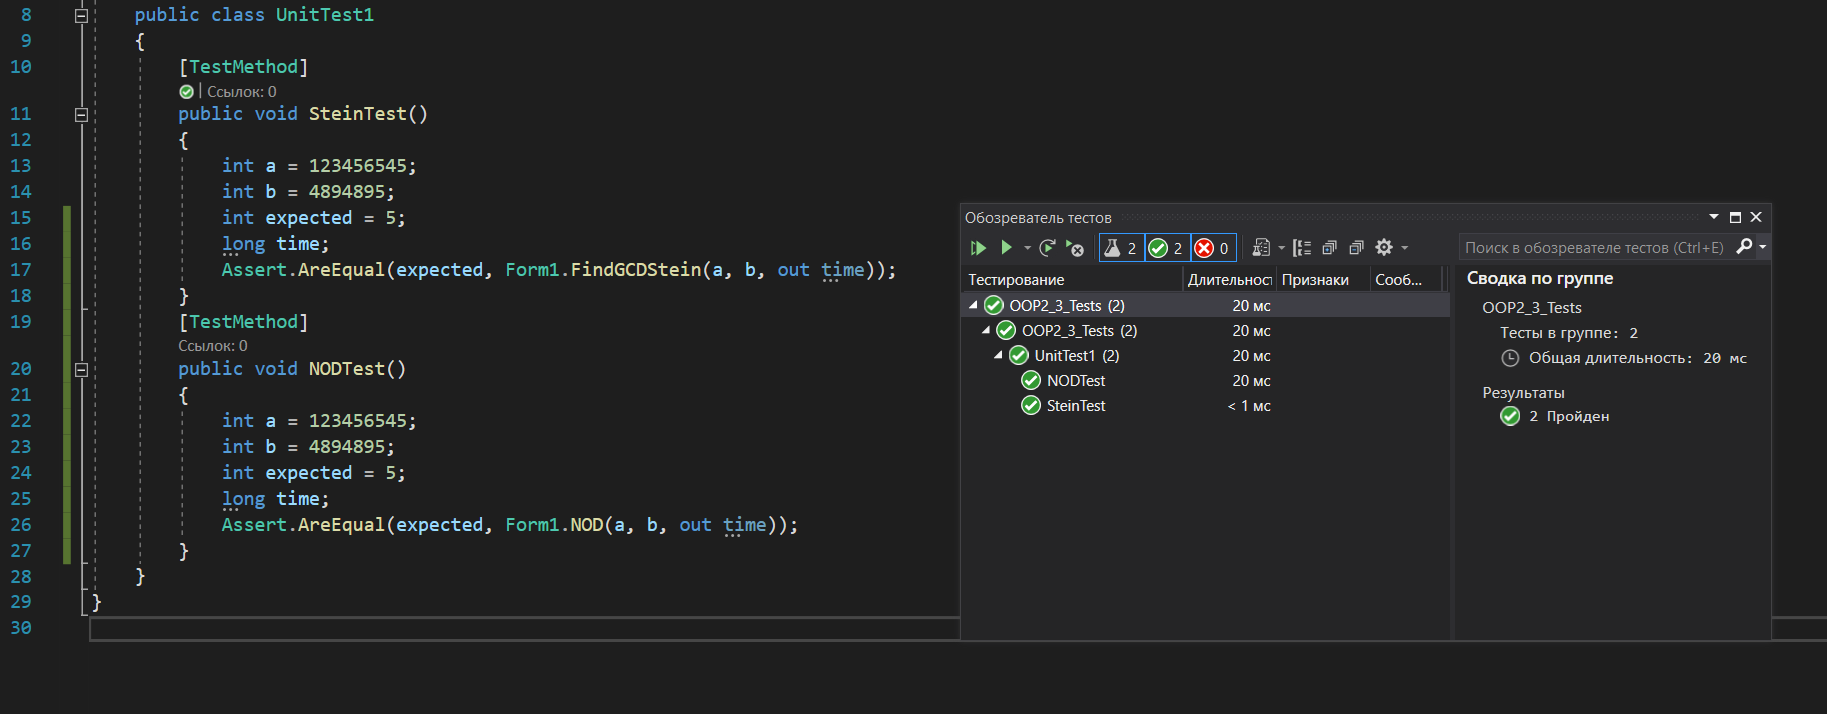 8 public class UnitTest1
9 {
10 [TestMethod]
| Ссылок: 0
11 public void SteinTest()
12 {
13 int a = 123456545;
14 int b = 4894895;
15 int expected = 5;
16 long time;
17 Assert.AreEqual(expected, Form1.FindGCDStein(a, b, out time));
18 }
19 [TestMethod]
Ссылок: 0
20 public void NODTest()
21 {
22 int a = 123456545;
23 int b = 4894895;
24 int expected = 5;
25 long time;
26 Assert.AreEqual(expected, Form1.NOD(a, b, out time));
27 }
28 }
29 }
30
Обозреватель тестов
2 2 0 Поиск в обозревателе тестов (Ctrl+E)
Тестирование Длительност Признаки Сооб...
OOP2_3_Tests (2) 20 мс
OOP2_3_Tests (2) 20 мс
UnitTest1 (2) 20 мс
NODTest 20 мс
SteinTest < 1 мс
Сводка по группе
OOP2_3_Tests
Тесты в группе: 2
Общая длительность: 20 мс
Результаты
2 Пройден